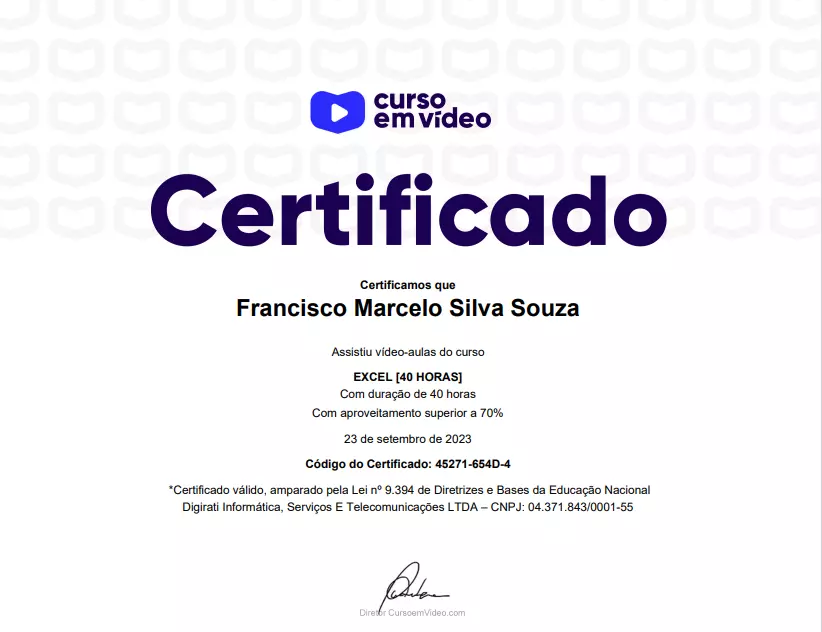 curso
em vídeo
Certificado
Certificamos que
Francisco Marcelo Silva Souza
Assistiu vídeo-aulas do curso
EXCEL [40 HORAS]
Com duração de 40 horas
Com aproveitamento superior a 70%
23 de setembro de 2023
Código do Certificado: 45271-654D-4
*Certificado válido, amparado pela Lei nº 9.394 de Diretrizes e Bases da Educação Nacional
Digirati Informática, Serviços E Telecomunicações LTDA – CNPJ: 04.371.843/0001-55
Diretor CursoemVideo.com